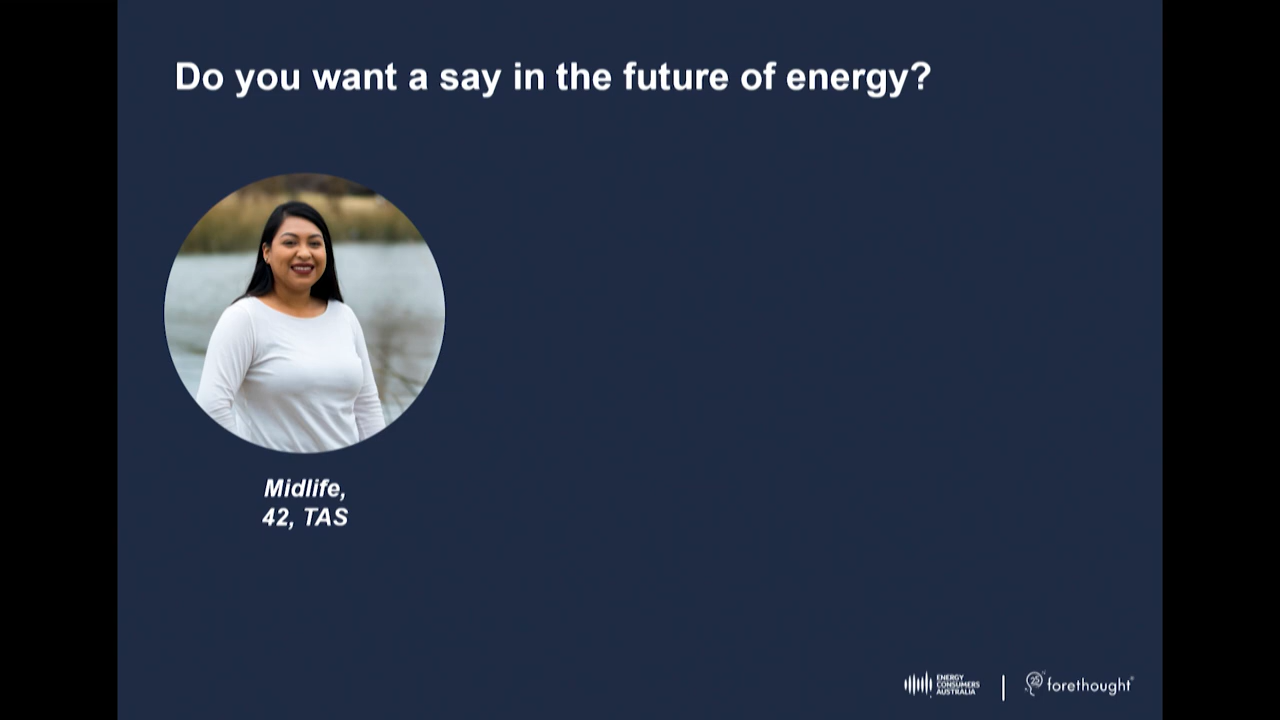 Do you want a say in the future of energy?
Midlife,
42, TAS
ENERGY
CONSUMERS
AUSTRALIA
forethought